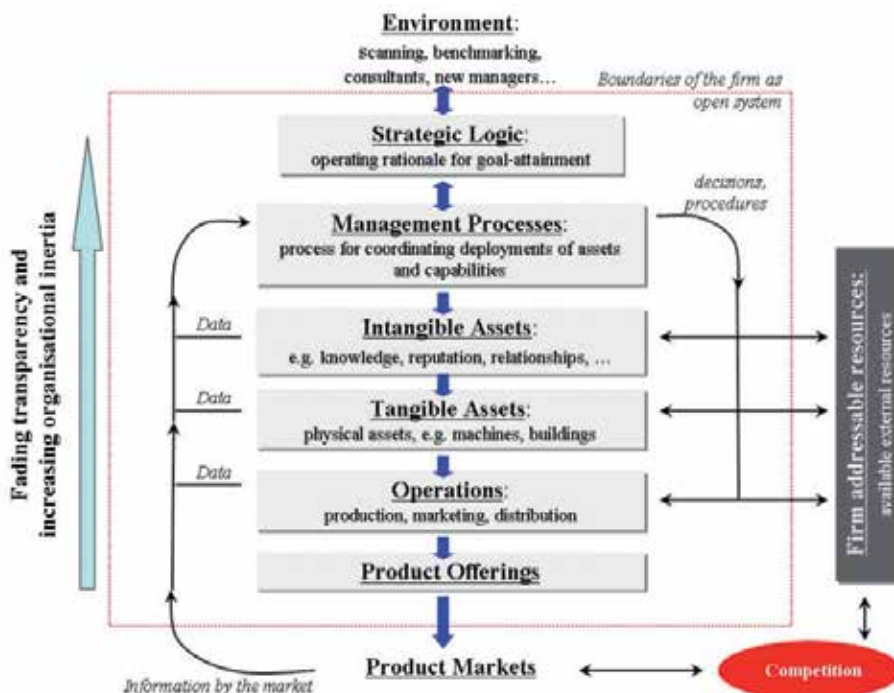 Environment:
scanning, benchmarking,
consultants, new managers…
Boundaries of the firm as
open system
Strategic Logic:
operating rationale for goal-attainment
decisions,
procedures
Management Processes:
process for coordinating deployments of assets
and capabilities
Fading transparency and
increasing organisational inertia
Data
Intangible Assets:
e.g. knowledge, reputation, relationships, …
Data
Tangible Assets:
physical assets, e.g. machines, buildings
Data
Operations:
production, marketing, distribution
Firm addressable resources:
available external resources
Product Offerings
Product Markets
Competition
Information by the market